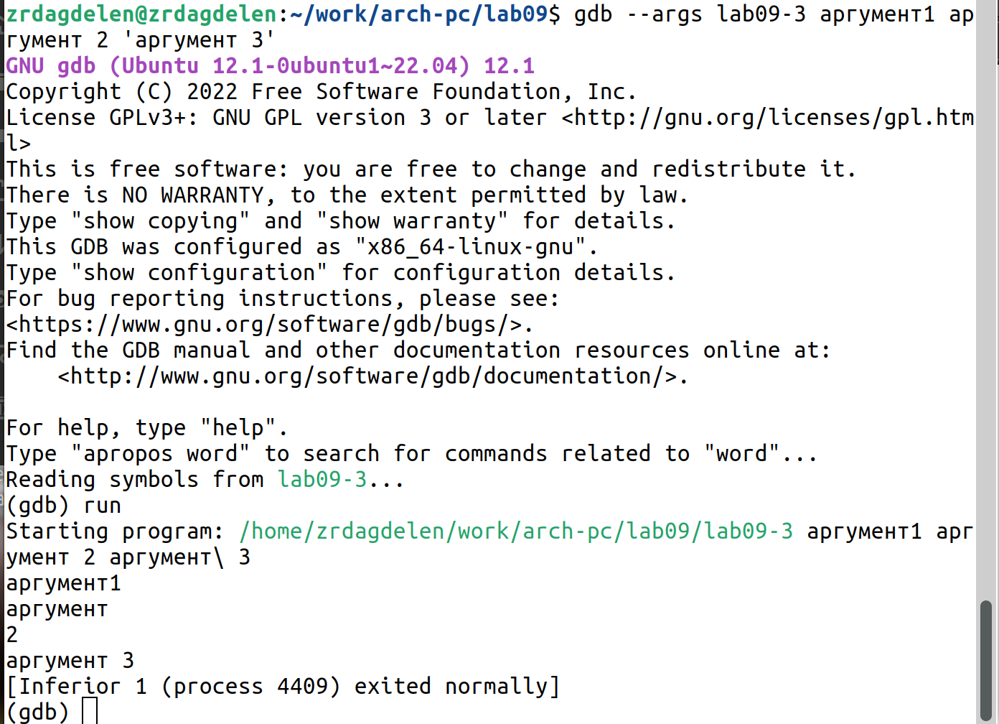 zrdagdelen@zrdagdelen:~/work/arch-pc/lab09$ gdb --args lab09-3 аргумент1 ар
гумент 2 'аргумент 3'
GNU gdb (Ubuntu 12.1-0ubuntu1~22.04) 12.1
Copyright (C) 2022 Free Software Foundation, Inc.
License GPLv3+: GNU GPL version 3 or later <http://gnu.org/licenses/gpl.htm
l>
This is free software: you are free to change and redistribute it.
There is NO WARRANTY, to the extent permitted by law.
Type "show copying" and "show warranty" for details.
This GDB was configured as "x86_64-linux-gnu".
Type "show configuration" for configuration details.
For bug reporting instructions, please see:
<https://www.gnu.org/software/gdb/bugs/>.
Find the GDB manual and other documentation resources online at:
    <http://www.gnu.org/software/gdb/documentation/>.

For help, type "help".
Type "apropos word" to search for commands related to "word"...
Reading symbols from lab09-3...
(gdb) run
Starting program: /home/zrdagdelen/work/arch-pc/lab09/lab09-3 аргумент1 арг
умент 2 аргумент\ 3
аргумент1
аргумент
2
аргумент 3
[Inferior 1 (process 4409) exited normally]
(gdb)